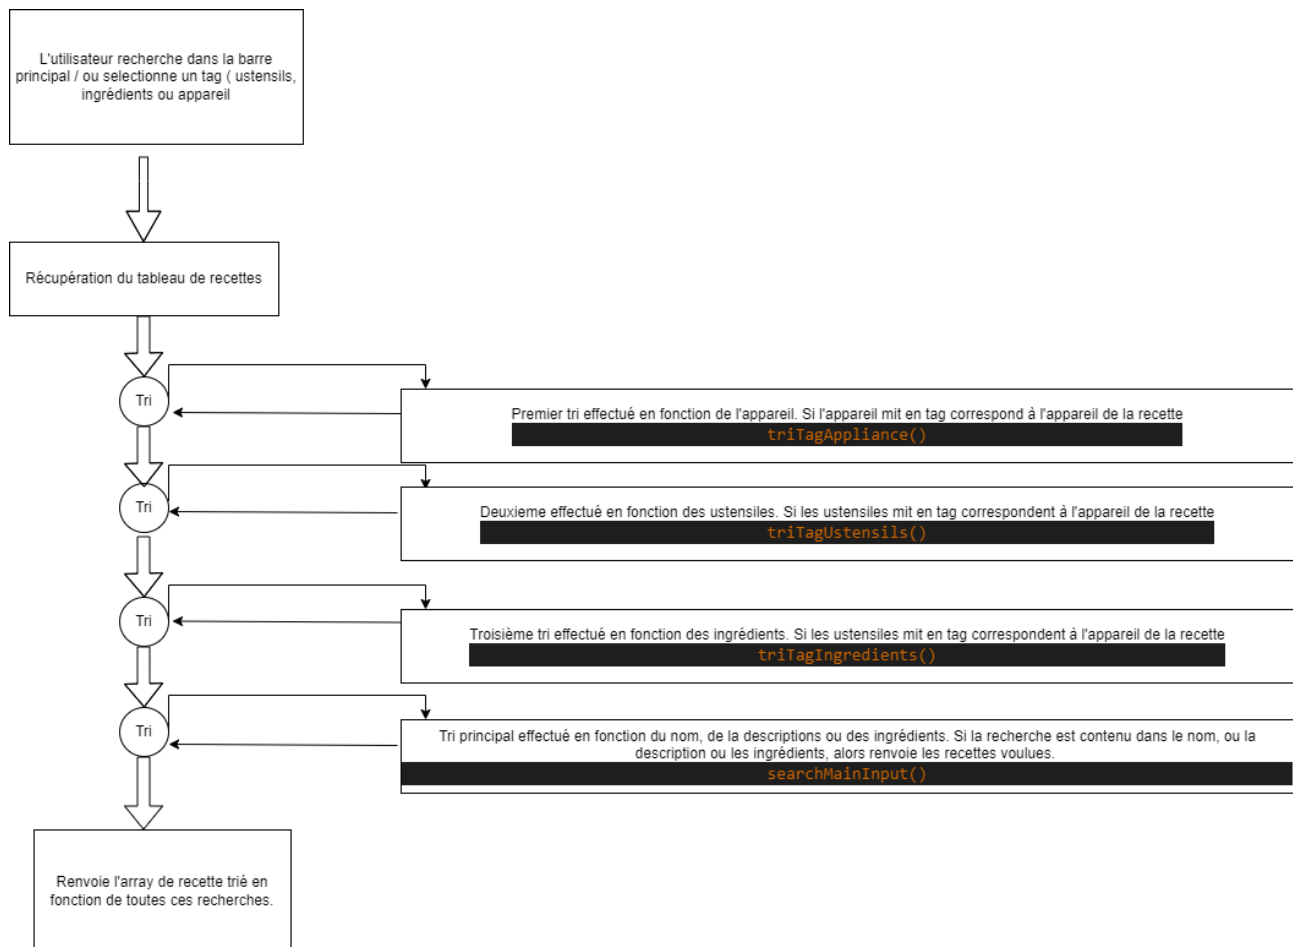 L'utilisateur recherche dans la barre
principal / ou selectionne un tag ( ustensils,
ingrédients ou appareil
Récupération du tableau de recettes
Tri
Premier tri effectué en fonction de l'appareil. Si l'appareil mit en tag correspond à l'appareil de la recette
triTagAppliance()
Tri
Deuxieme effectué en fonction des ustensiles. Si les ustensiles mit en tag correspondent à l'appareil de la recette
triTagUstensils()
Tri
Troisième tri effectué en fonction des ingrédients. Si les ustensiles mit en tag correspondent à l'appareil de la recette
triTagIngredients()
Tri
Tri principal effectué en fonction du nom, de la descriptions ou des ingrédients. Si la recherche est contenu dans le nom, ou la
description ou les ingrédients, alors renvoie les recettes voulues.
searchMainInput()
Renvoie l'array de recette trié en
fonction de toutes ces recherches.